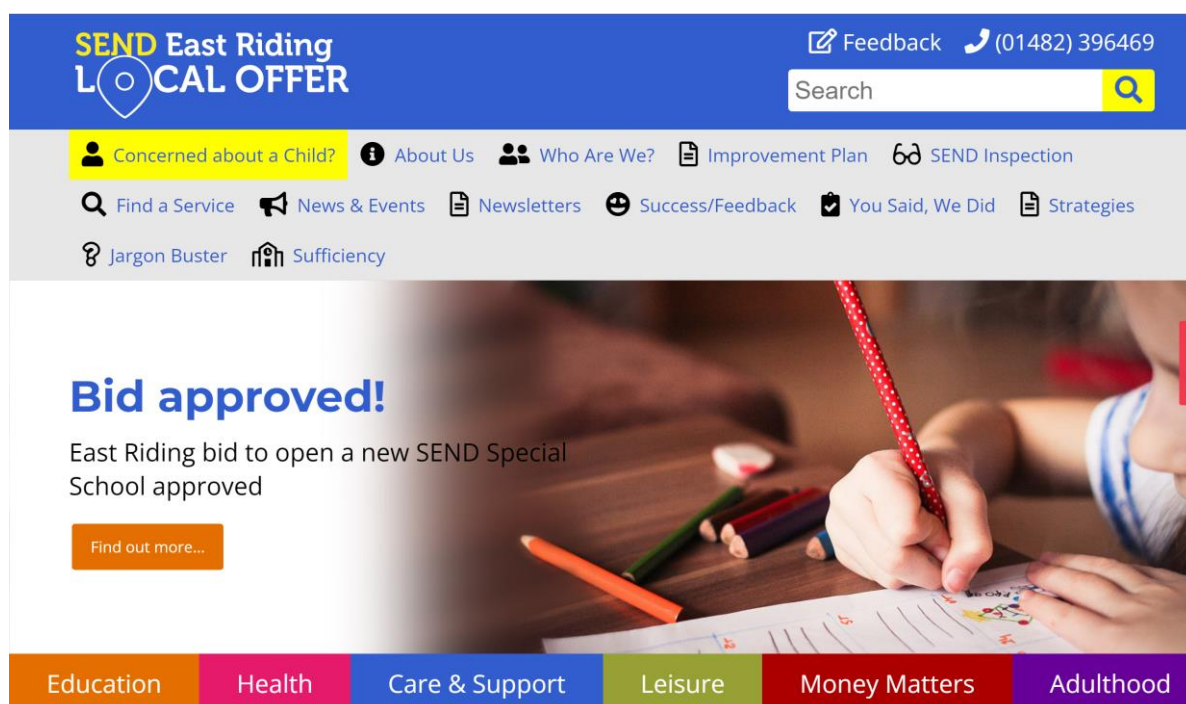 SEND East Riding
LOCAL OFFER
Feedback (01482) 396469
Search
Concerned about a Child? About Us Who Are We? Improvement Plan SEND Inspection
Find a Service News & Events Newsletters Success/Feedback You Said, We Did Strategies
Jargon Buster Sufficiency
Bid approved!
East Riding bid to open a new SEND Special
School approved
Find out more...
Education Health Care & Support Leisure Money Matters Adulthood